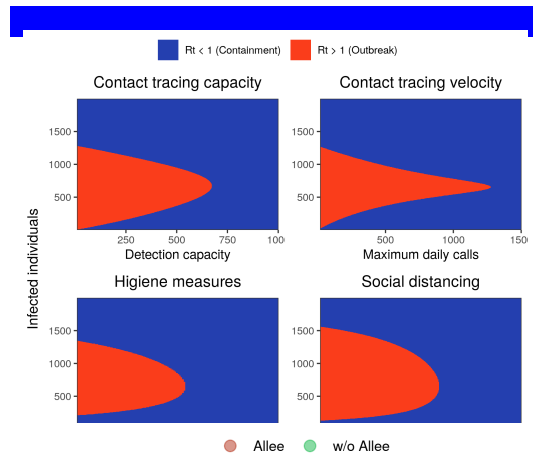 Rt < 1 (Containment) Rt > 1 (Outbreak)
Contact tracing capacity Contact tracing velocity
1500 1500
1000 1000
500 500
250 500 750 100 500 1000 150
Detection capacity Maximum daily calls
Infected individuals
Higiene measures Social distancing
1500 1500
1000 1000
500 500
Allee w/o Allee